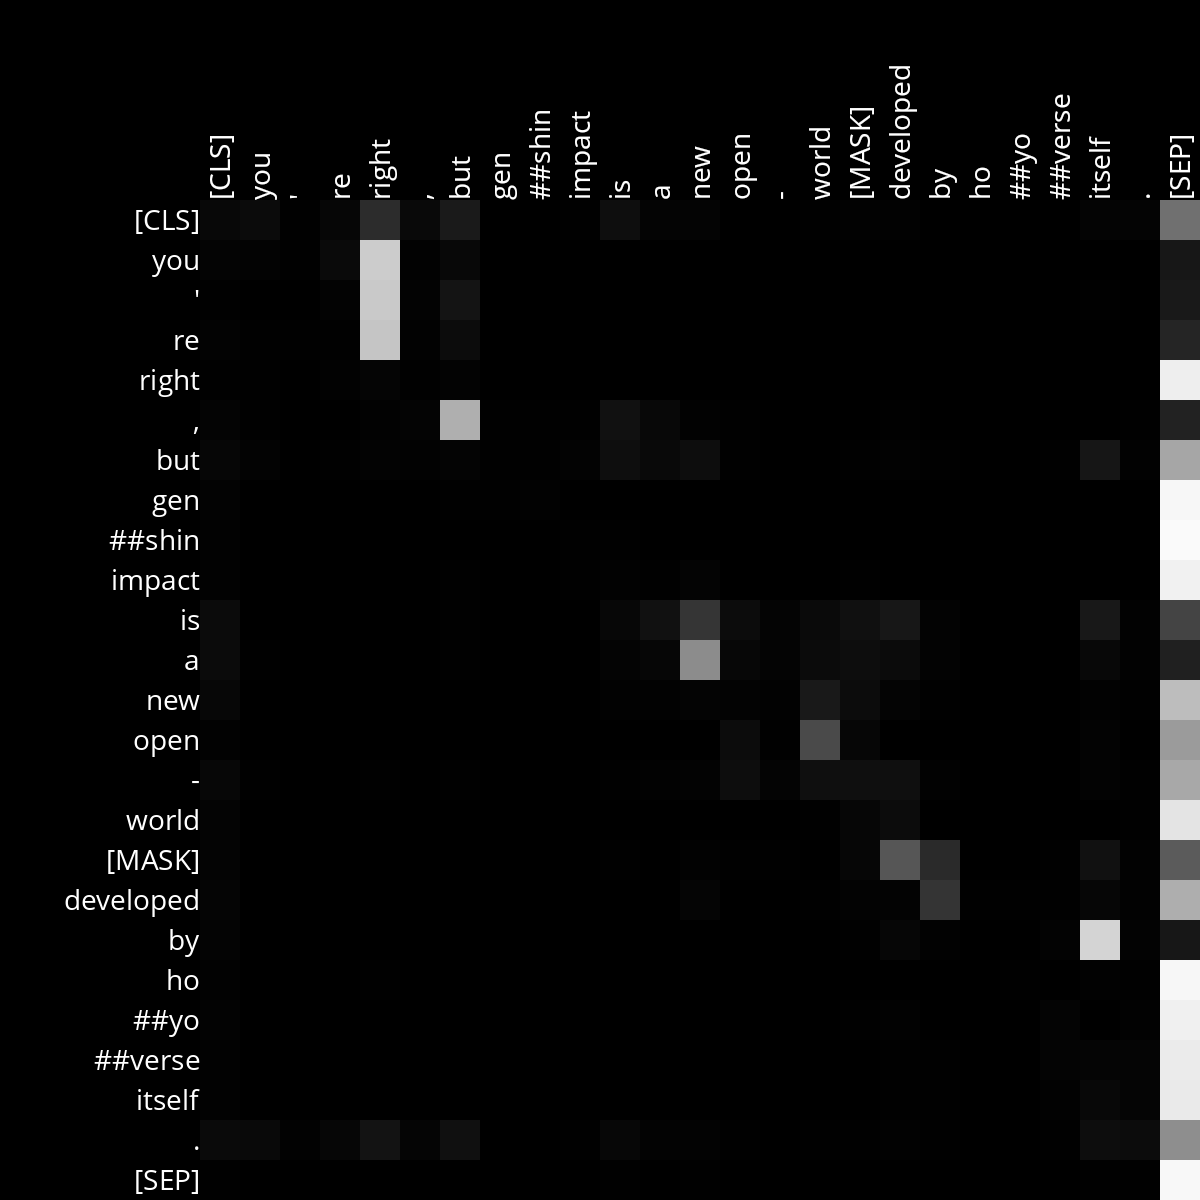 [CLS] you ' re right , but gen ##shin impact is a new open - world [MASK] developed by ho ##yo ##verse itself . [SEP]
[CLS]
you
'
re
right
,
but
gen
##shin
impact
is
a
new
open
-
world
[MASK]
developed
by
ho
##yo
##verse
itself
.
[SEP]